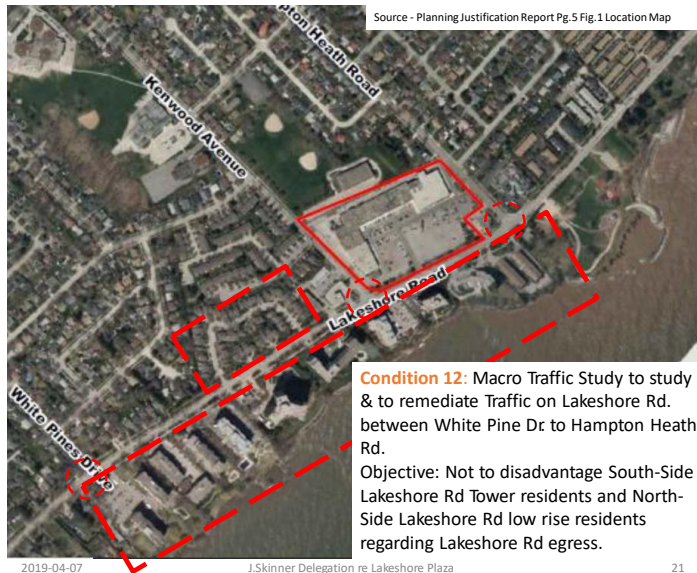 Source - Planning Justification Report Pg.5 Fig.1 Location Map
pton Heath Road
Kenwood Avenue
Lakeshore Road
White Pines Drive
Condition 12: Macro Traffic Study to study
& to remediate Traffic on Lakeshore Rd.
between White Pine Dr. to Hampton Heath
Rd.
Objective: Not to disadvantage South-Side
Lakeshore Rd Tower residents and North-
Side Lakeshore Rd low rise residents
regarding Lakeshore Rd egress.
2019-04-07
J.Skinner Delegation re Lakeshore Plaza
21